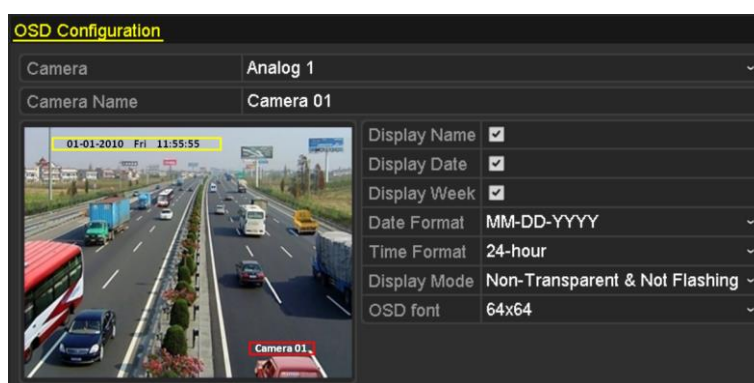 OSD Configuration
Camera Analog 1
Camera Name Camera 01
01-01-2010 Fri 11:55:55
Camera 01
Display Name
Display Date
Display Week
Date Format MM-DD-YYYY
Time Format 24-hour
Display Mode Non-Transparent & Not Flashing
OSD font 64x64